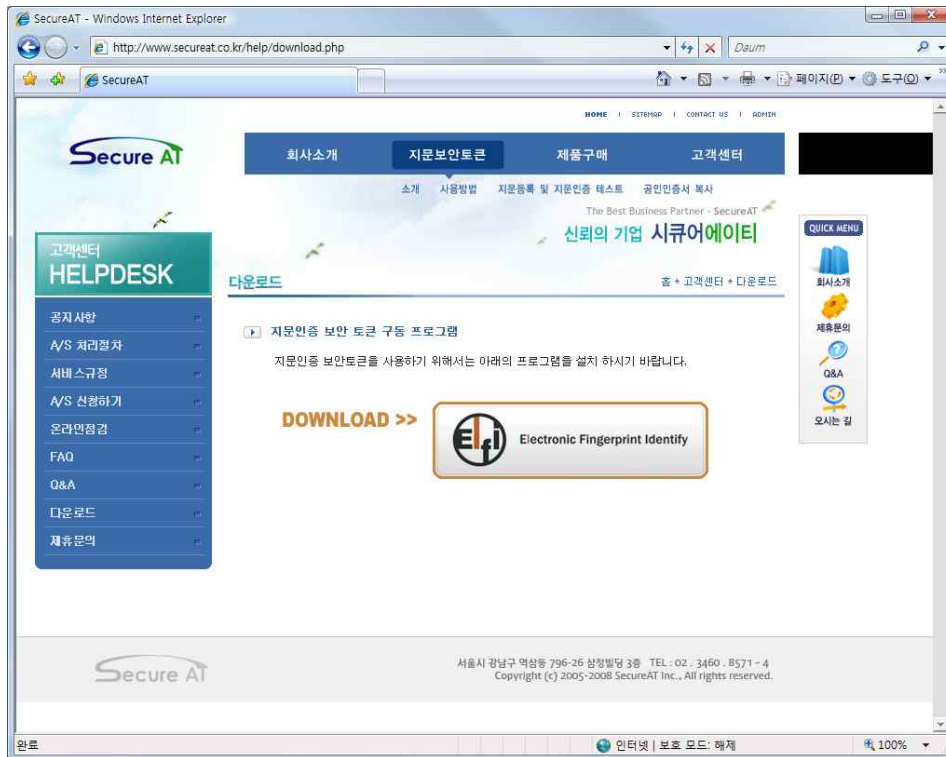 SecureAT - Windows Internet Explorer
http://www.secureat.co.kr/help/download.php
Daum
SecureAT
페이지(P)
도구(O)
HOME | SITEMAP | CONTACT US | ADMIN
Secure AT
회사소개 지문보안토큰 제품구매 고객센터
소개 사용방법 지문등록 및 지문인증 테스트 공인인증서 복사
The Best Business Partner - SecureAT
신뢰의 기업 시큐어에이티
고객센터
HELPDESK
다운로드
홈 + 고객센터 + 다운로드
공지사항
A/S 처리절차
서비스규정
A/S 신청하기
온라인점검
FAQ
Q&A
다운로드
제휴문의
지문인증 보안 토큰 구동 프로그램
지문인증 보안토큰을 사용하기 위해서는 아래의 프로그램을 설치 하시기 바랍니다.
DOWNLOAD >>
Elfi
Electronic Fingerprint Identify
QUICK MENU
회사소개
제휴문의
Q&A
오시는 길
Secure AT
서울시 강남구 역삼동 796-26 삼정빌딩 3층 TEL : 02 . 3460 . 8571 - 4
Copyright (c) 2005-2008 SecureAT Inc., All rights reserved.
완료
인터넷 | 보호 모드: 해제
100%